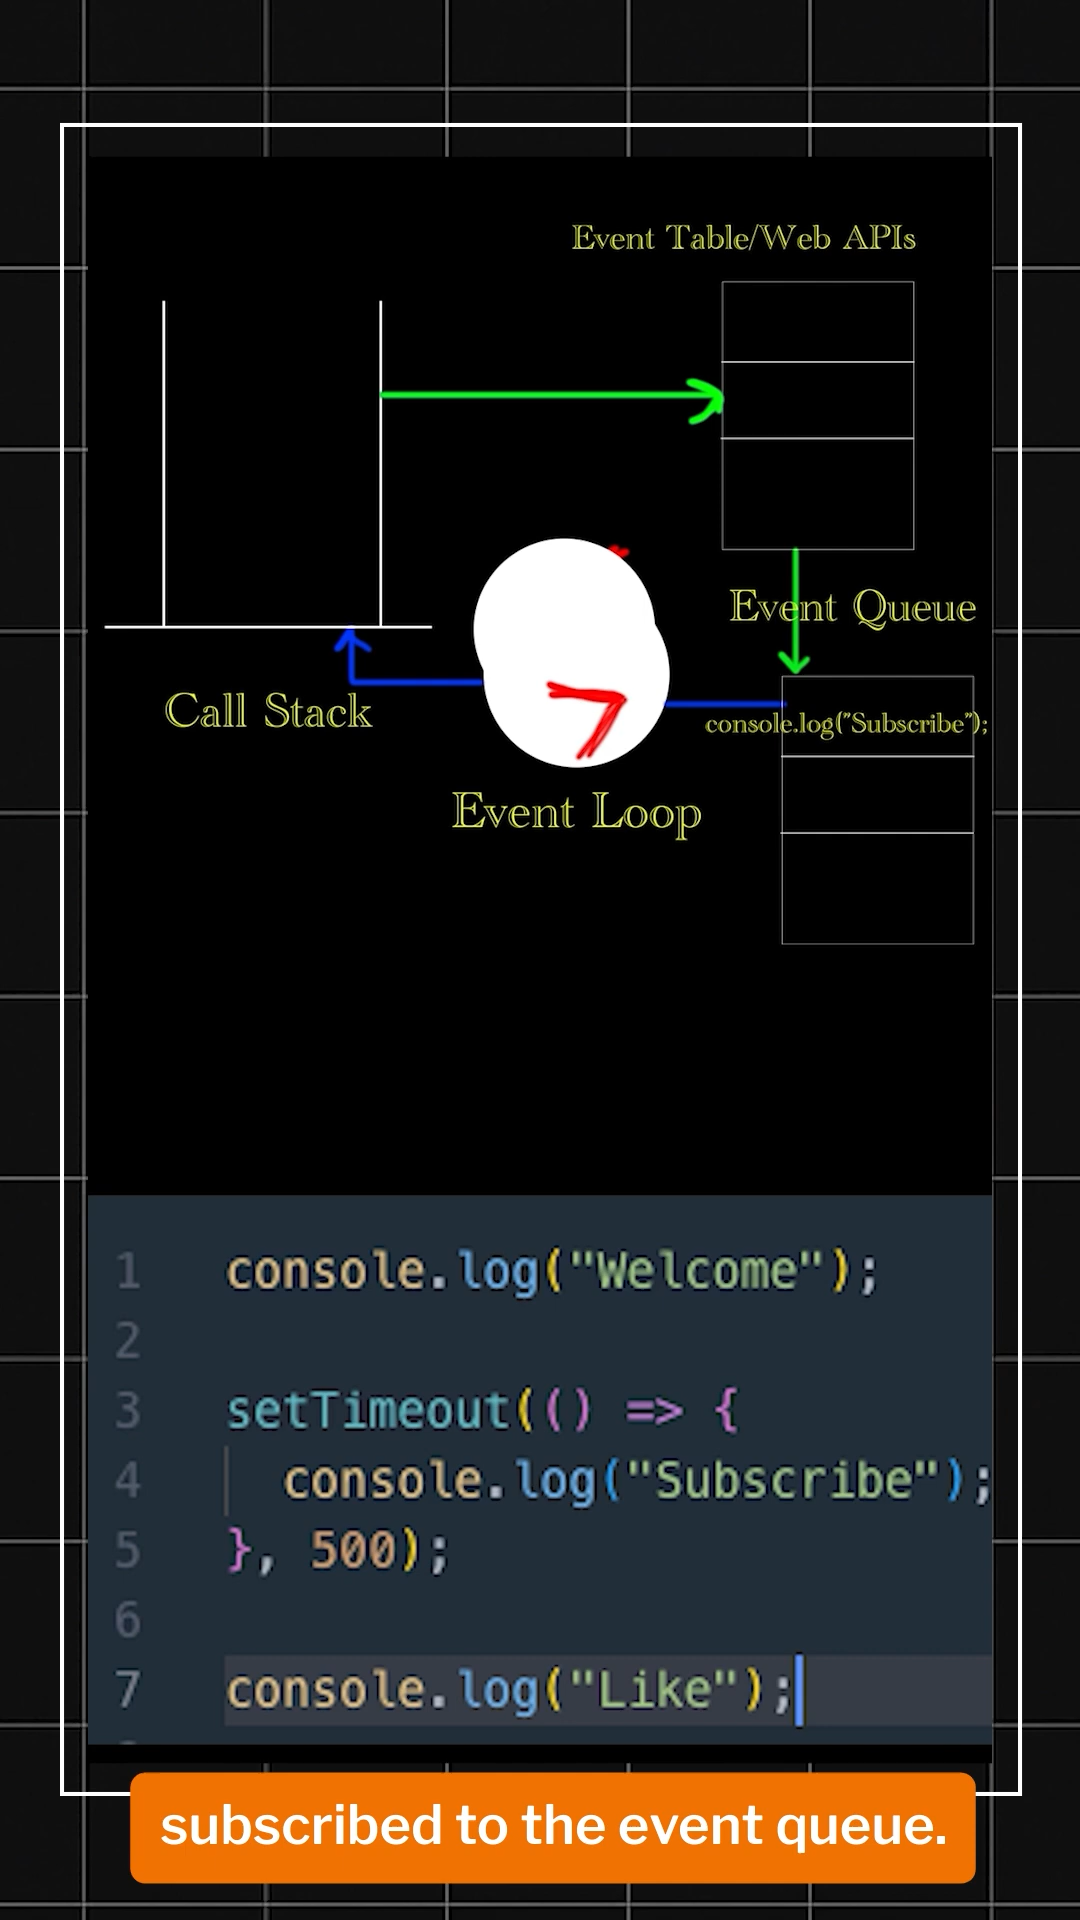 Event Table/Web APIs
Event Queue
Call Stack
console.log("Subscribe");
Event Loop
1 console.log("Welcome");
2
3 setTimeout(() => {
4 console.log("Subscribe");
5 }, 500);
6
7 console.log("Like");
subscribed to the event queue.